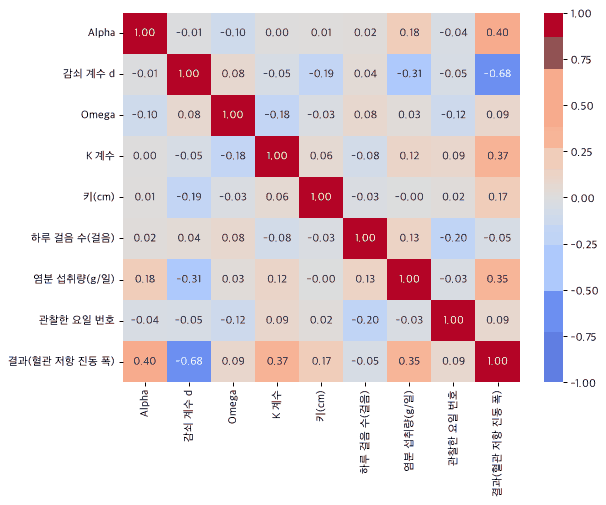 Alpha 1.00 -0.01 -0.10 0.00 0.01 0.02 0.18 -0.04 0.40
감쇠 계수 d -0.01 1.00 0.08 -0.05 -0.19 0.04 -0.31 -0.05 -0.68
Omega -0.10 0.08 1.00 -0.18 -0.03 0.08 0.03 -0.12 0.09
K 계수 0.00 -0.05 -0.18 1.00 0.06 -0.08 0.12 0.09 0.37
키(cm) 0.01 -0.19 -0.03 0.06 1.00 -0.03 -0.00 0.02 0.17
하루 걸음 수(걸음) 0.02 0.04 0.08 -0.08 -0.03 1.00 0.13 -0.20 -0.05
염분 섭취량(g/일) 0.18 -0.31 0.03 0.12 -0.00 0.13 1.00 -0.03 0.35
관찰한 요일 번호 -0.04 -0.05 -0.12 0.09 0.02 -0.20 -0.03 1.00 0.09
결과(혈관 저항 진동 폭) 0.40 -0.68 0.09 0.37 0.17 -0.05 0.35 0.09 1.00
Alpha
감쇠 계수 d
Omega
K 계수
키(cm)
하루 걸음 수(걸음)
염분 섭취량(g/일)
관찰한 요일 번호
결과(혈관 저항 진동 폭)
1.00
0.75
0.50
0.25
0.00
-0.25
-0.50
-0.75
-1.00